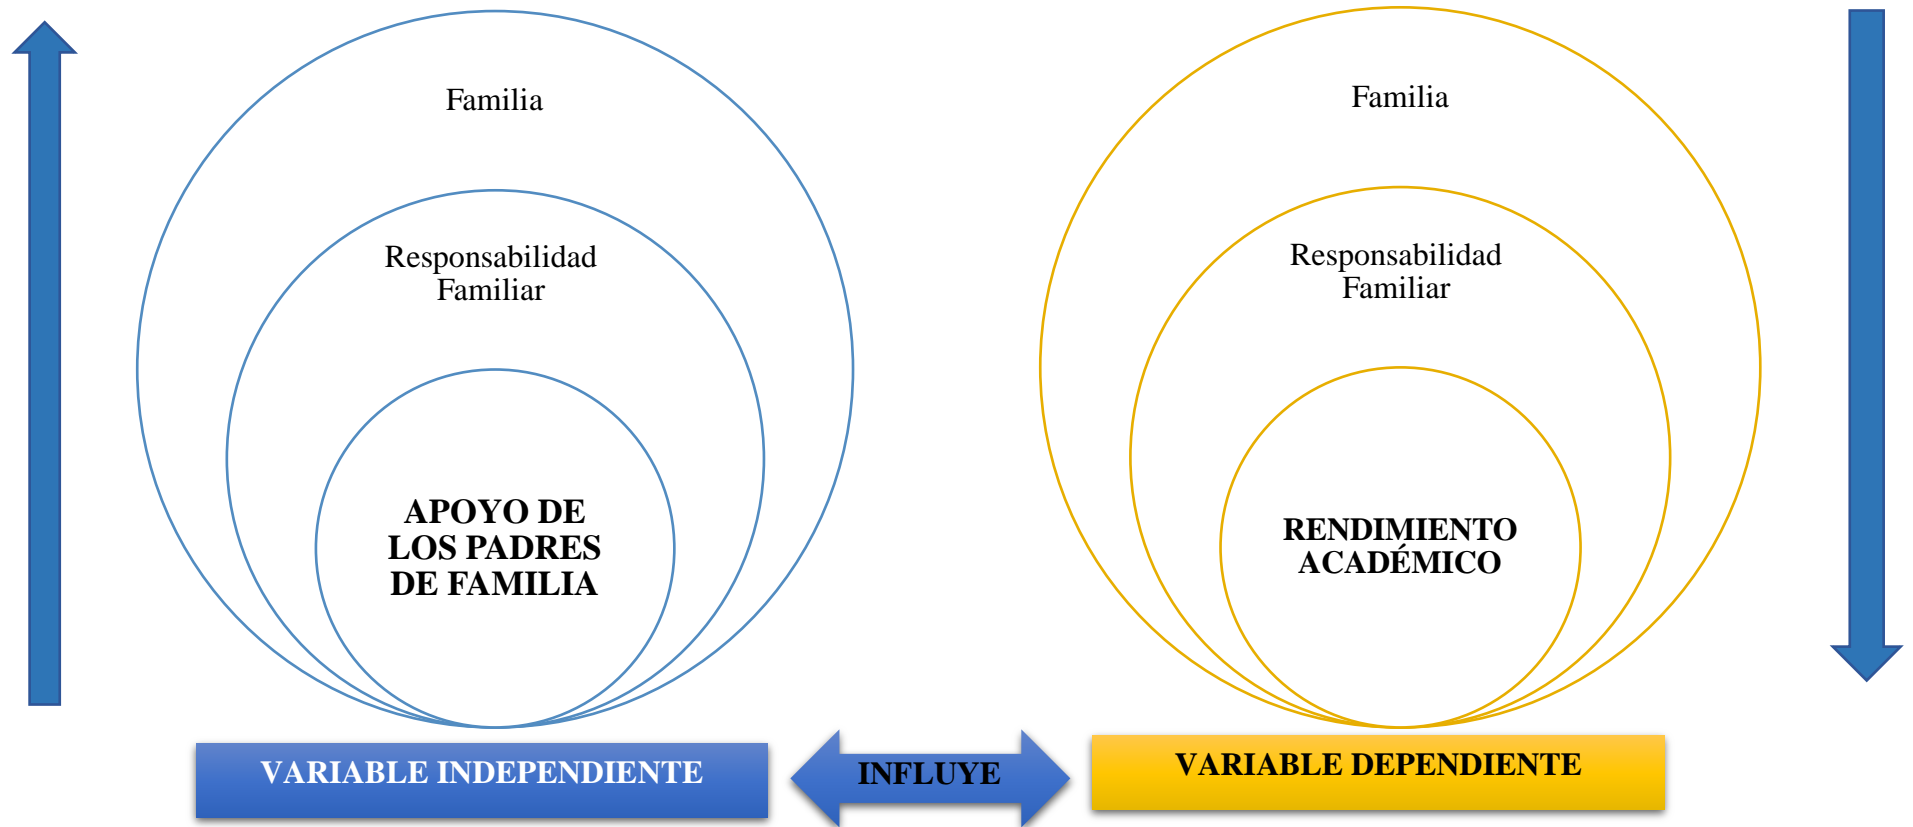 Familia
Responsabilidad
Familiar
APOYO DE
LOS PADRES
DE FAMILIA
VARIABLE INDEPENDIENTE
INFLUYE
Familia
Responsabilidad
Familiar
RENDIMIENTO
ACADÉMICO
VARIABLE DEPENDIENTE